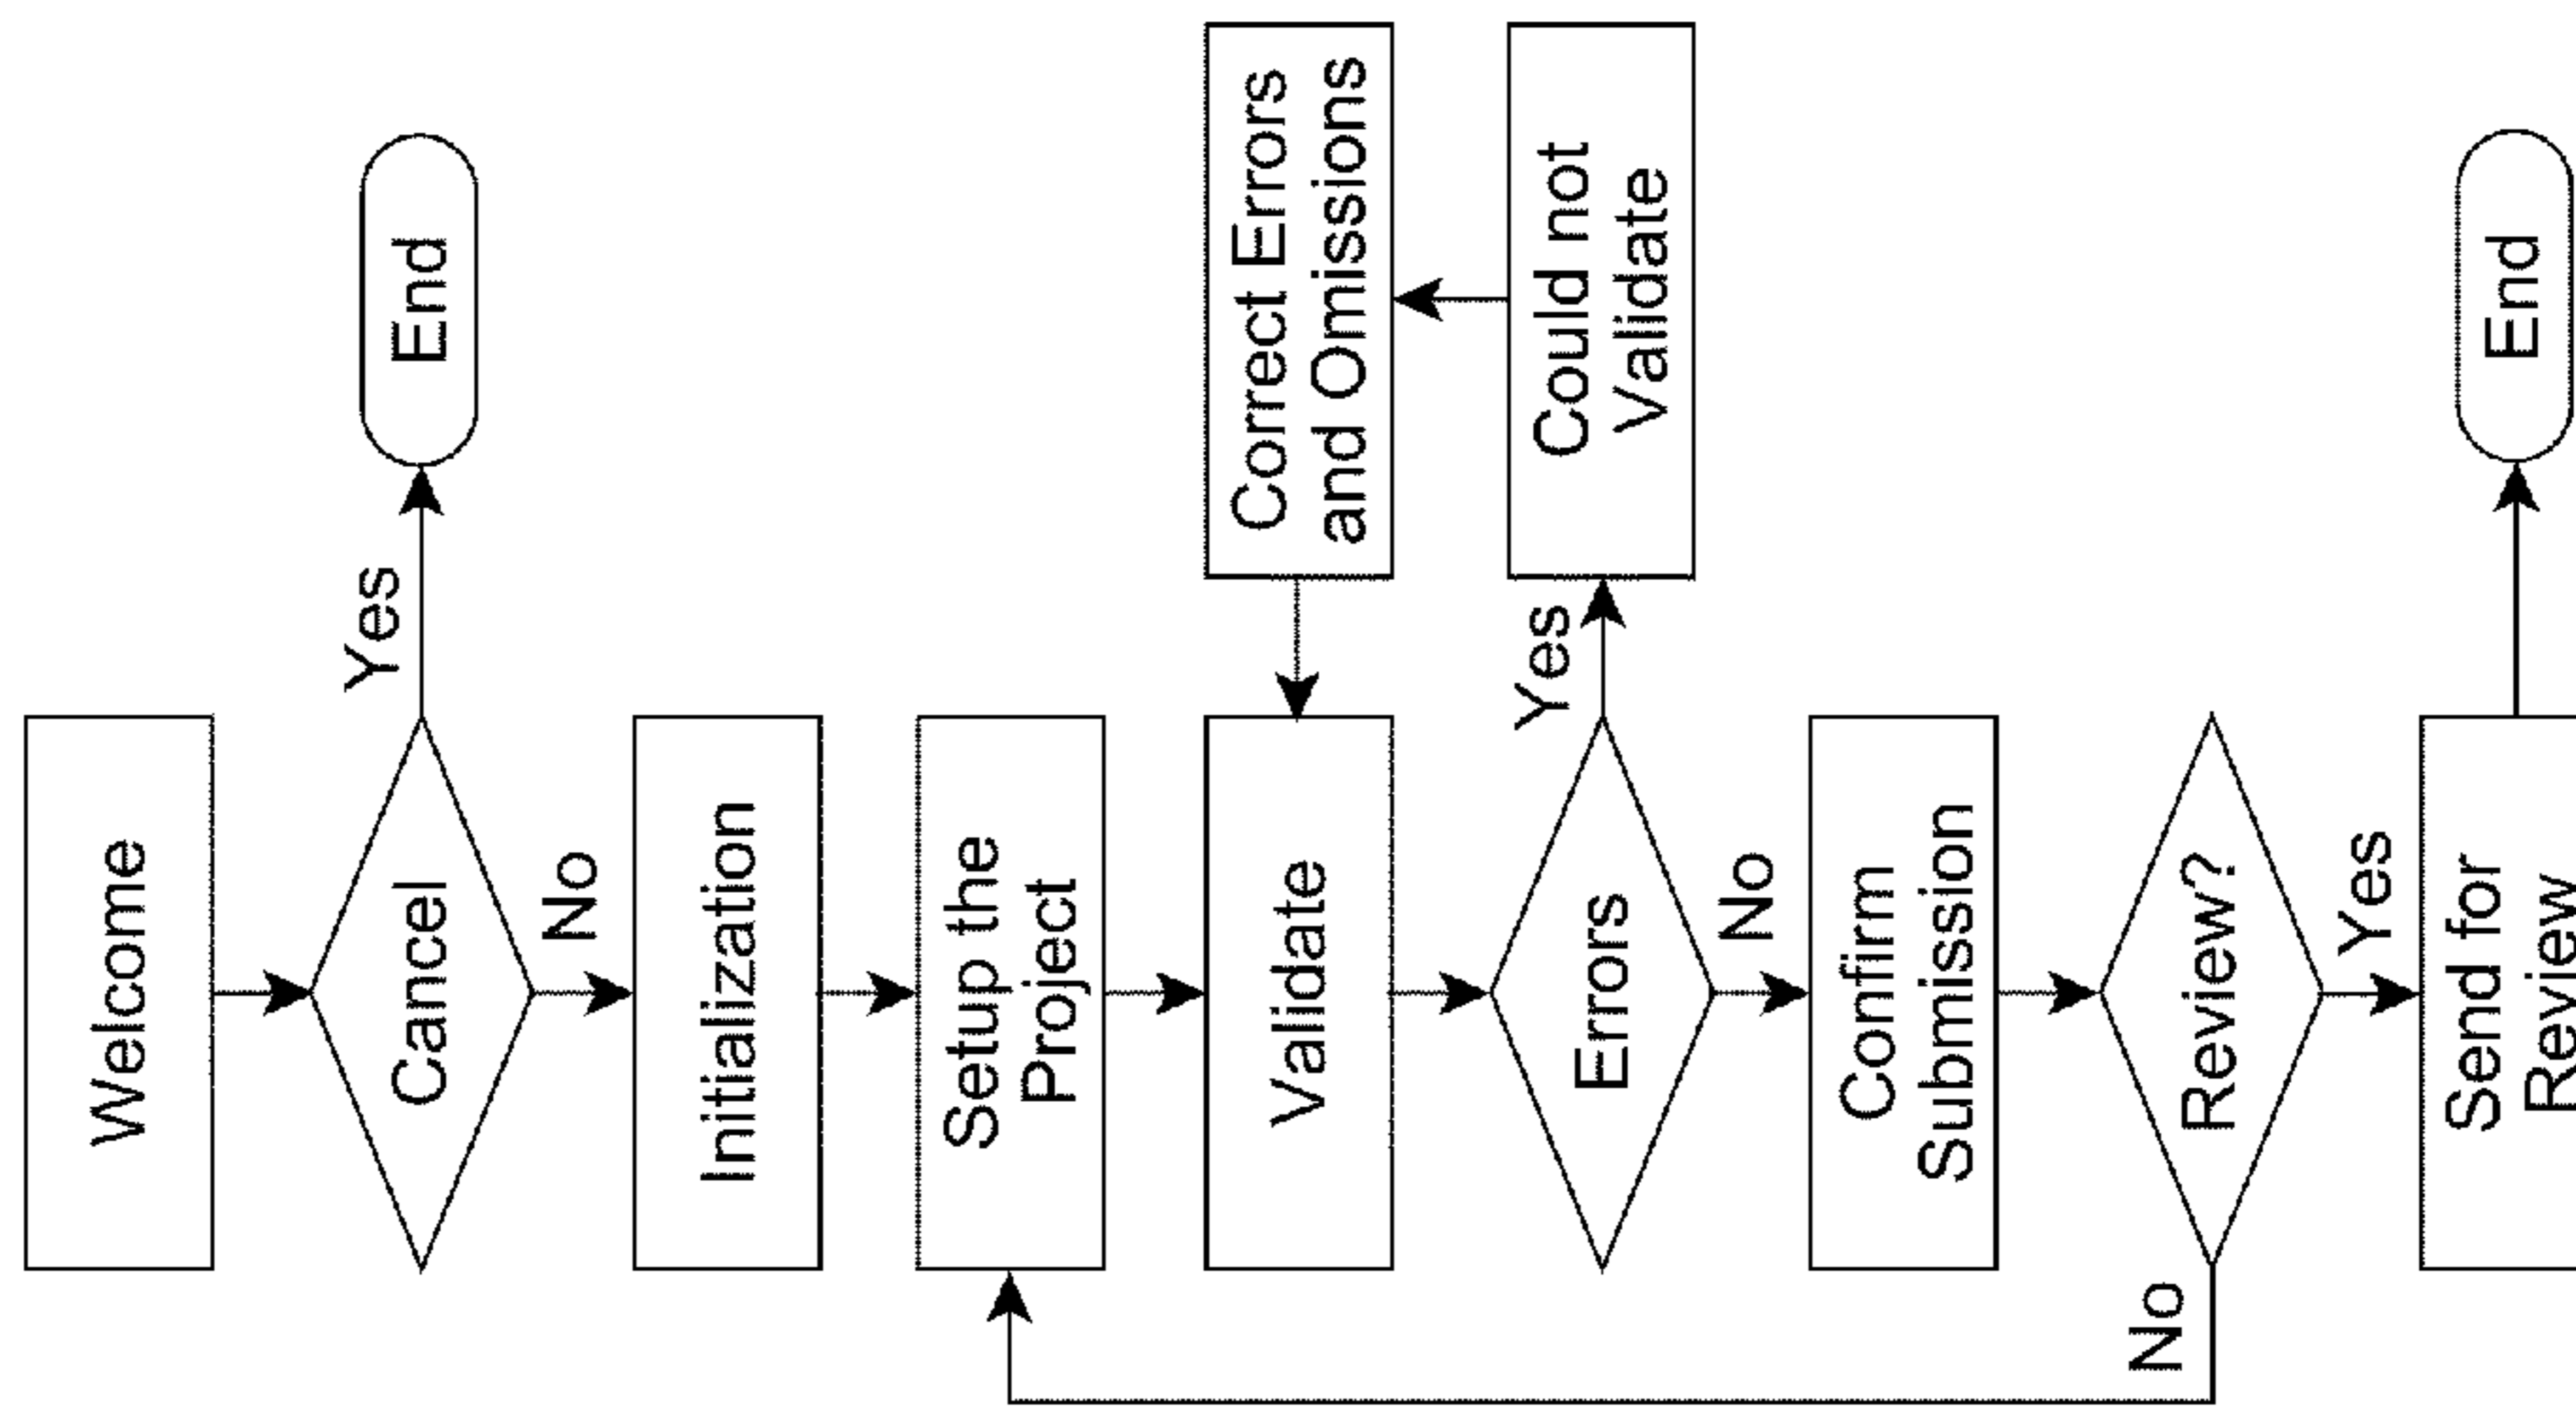 Welcome
Cancel
Yes
End
No
Initialization
Setup the
Project
Validate
Correct Errors
and Omissions
Errors
Yes
Could not
Validate
No
Confirm
Submission
Review?
No
Yes
Send for
Review
End